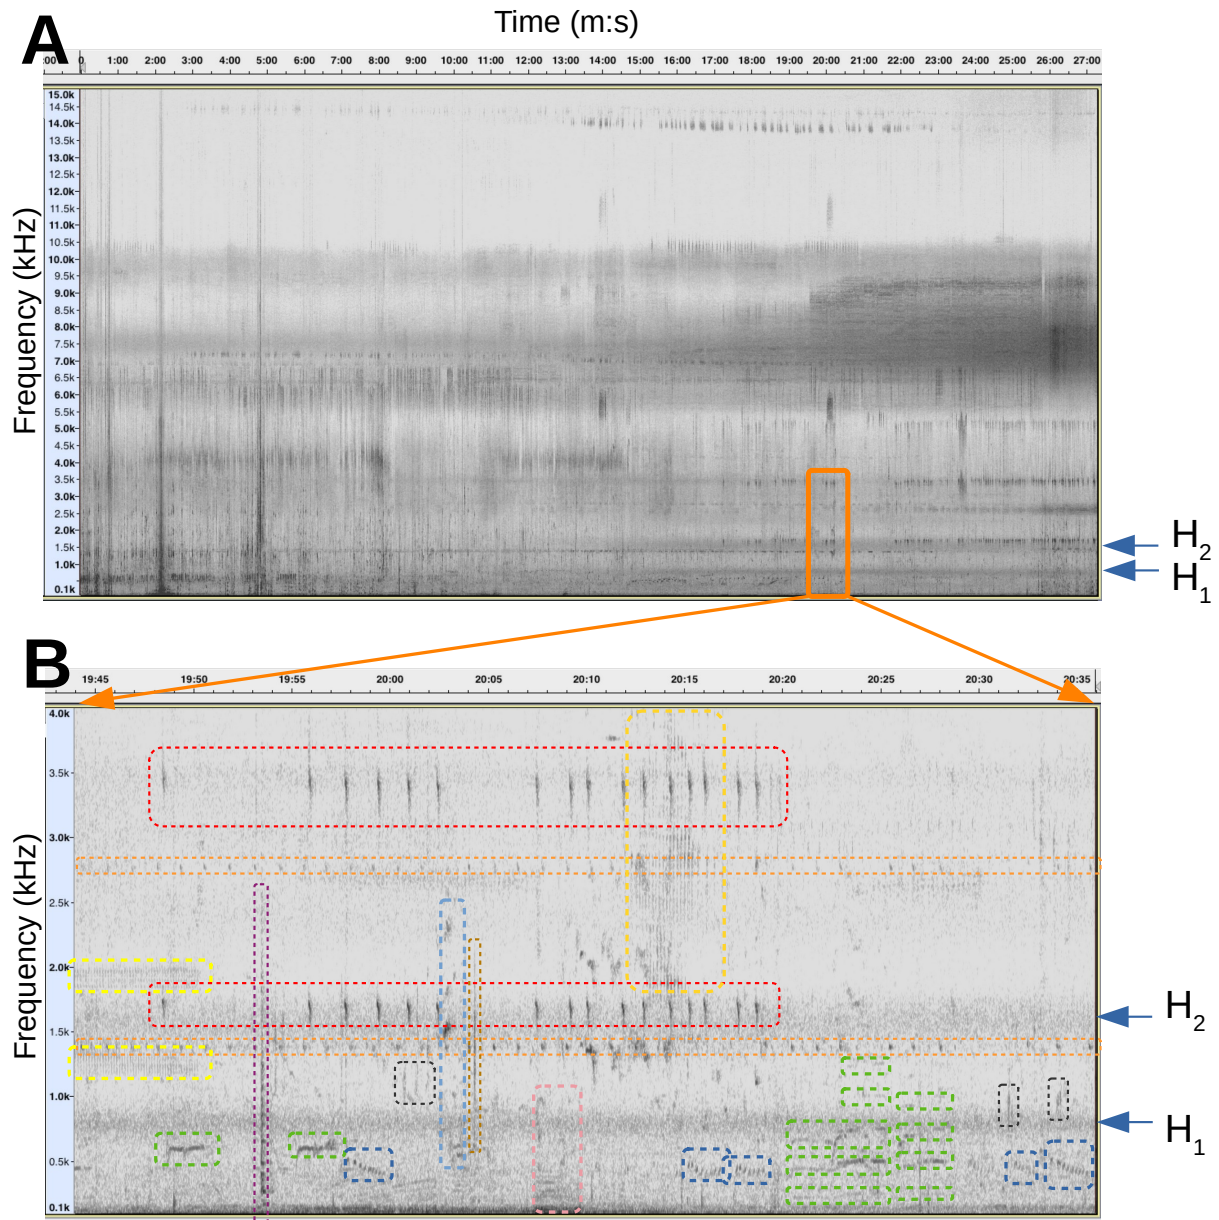 A
Time (m:s)
:00 0 1:00 2:00 3:00 4:00 5:00 6:00 7:00 8:00 9:00 10:00 11:00 12:00 13:00 14:00 15:00 16:00 17:00 18:00 19:00 20:00 21:00 22:00 23:00 24:00 25:00 26:00 27:00
Frequency (kHz)
15.0k
14.5k
14.0k
13.5k
13.0k
12.5k
12.0k
11.5k
11.0k
10.5k
10.0k
9.5k
9.0k
8.5k
8.0k
7.5k
7.0k
6.5k
6.0k
5.5k
5.0k
4.5k
4.0k
3.5k
3.0k
2.5k
2.0k
1.5k
1.0k
0.1k
H2
H1
B
19:45 19:50 19:55 20:00 20:05 20:10 20:15 20:20 20:25 20:30 20:35
Frequency (kHz)
4.0k
3.5k
3.0k
2.5k
2.0k
1.5k
1.0k
0.5k
0.1k
H2
H1